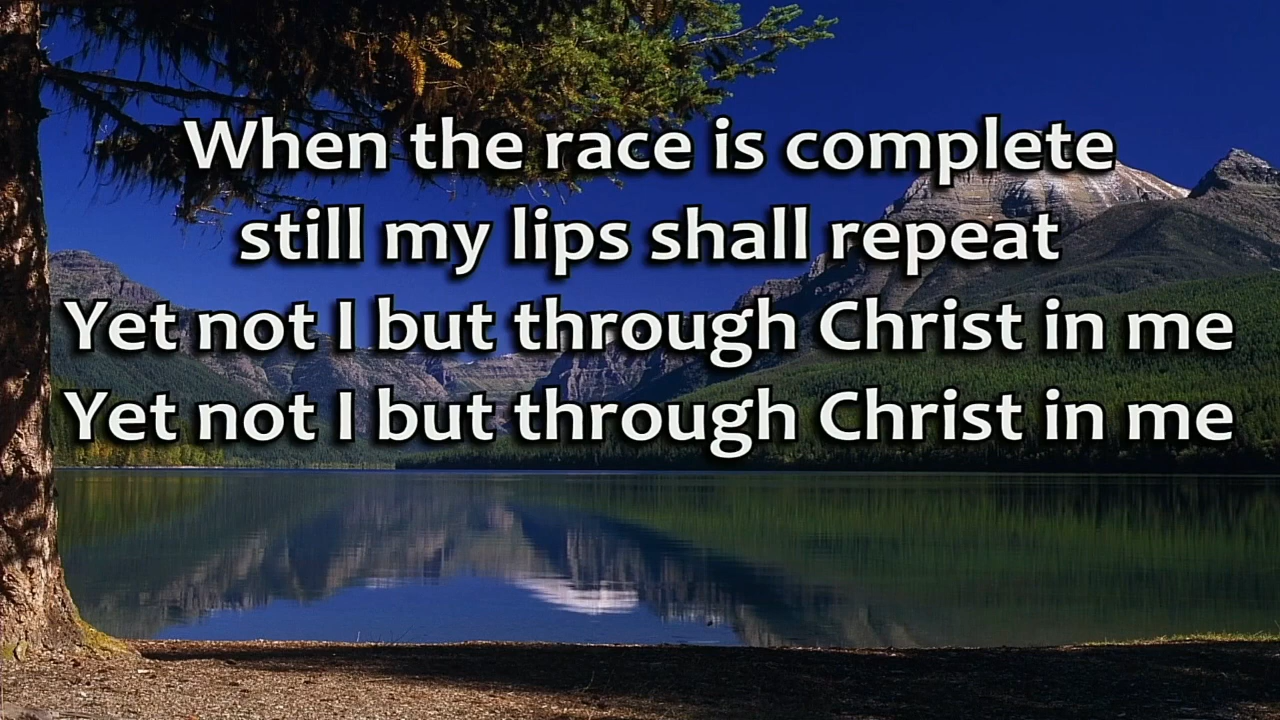 When the race is complete
still my lips shall repeat
Yet not I but through Christ in me
Yet not I but through Christ in me